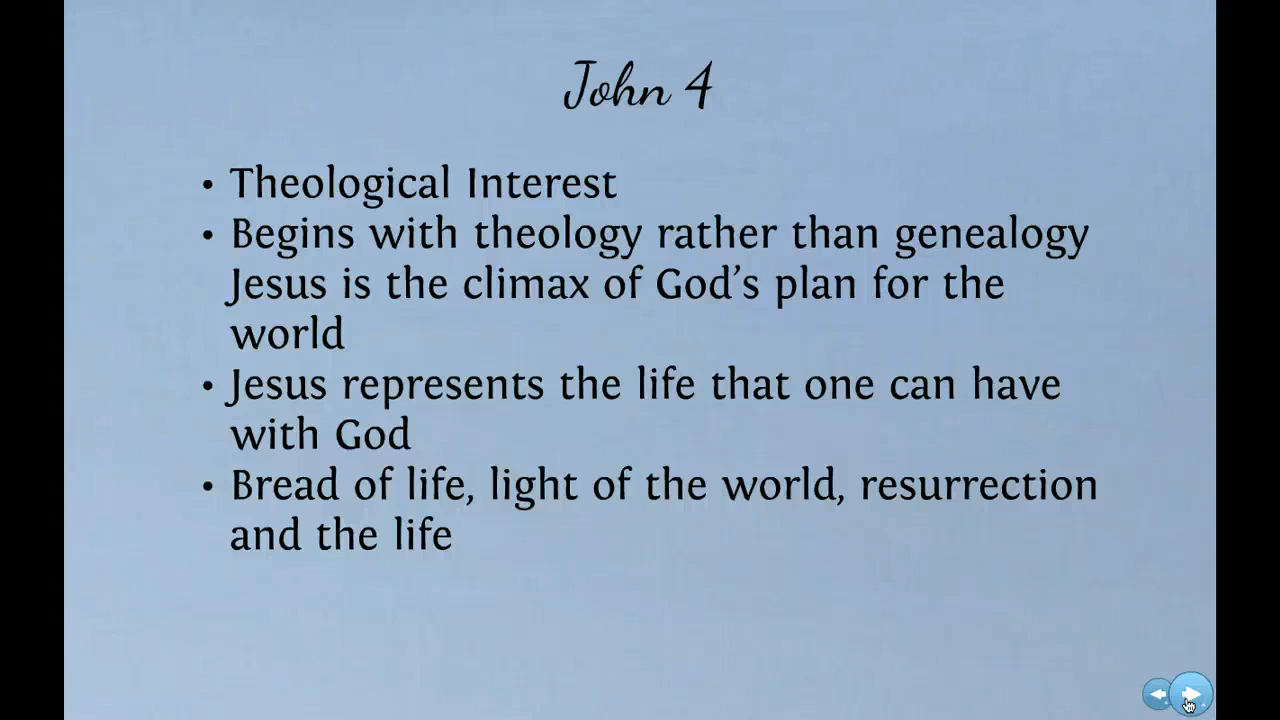 John 4
• Theological Interest
• Begins with theology rather than genealogy
Jesus is the climax of God’s plan for the
world
• Jesus represents the life that one can have
with God
• Bread of life, light of the world, resurrection
and the life